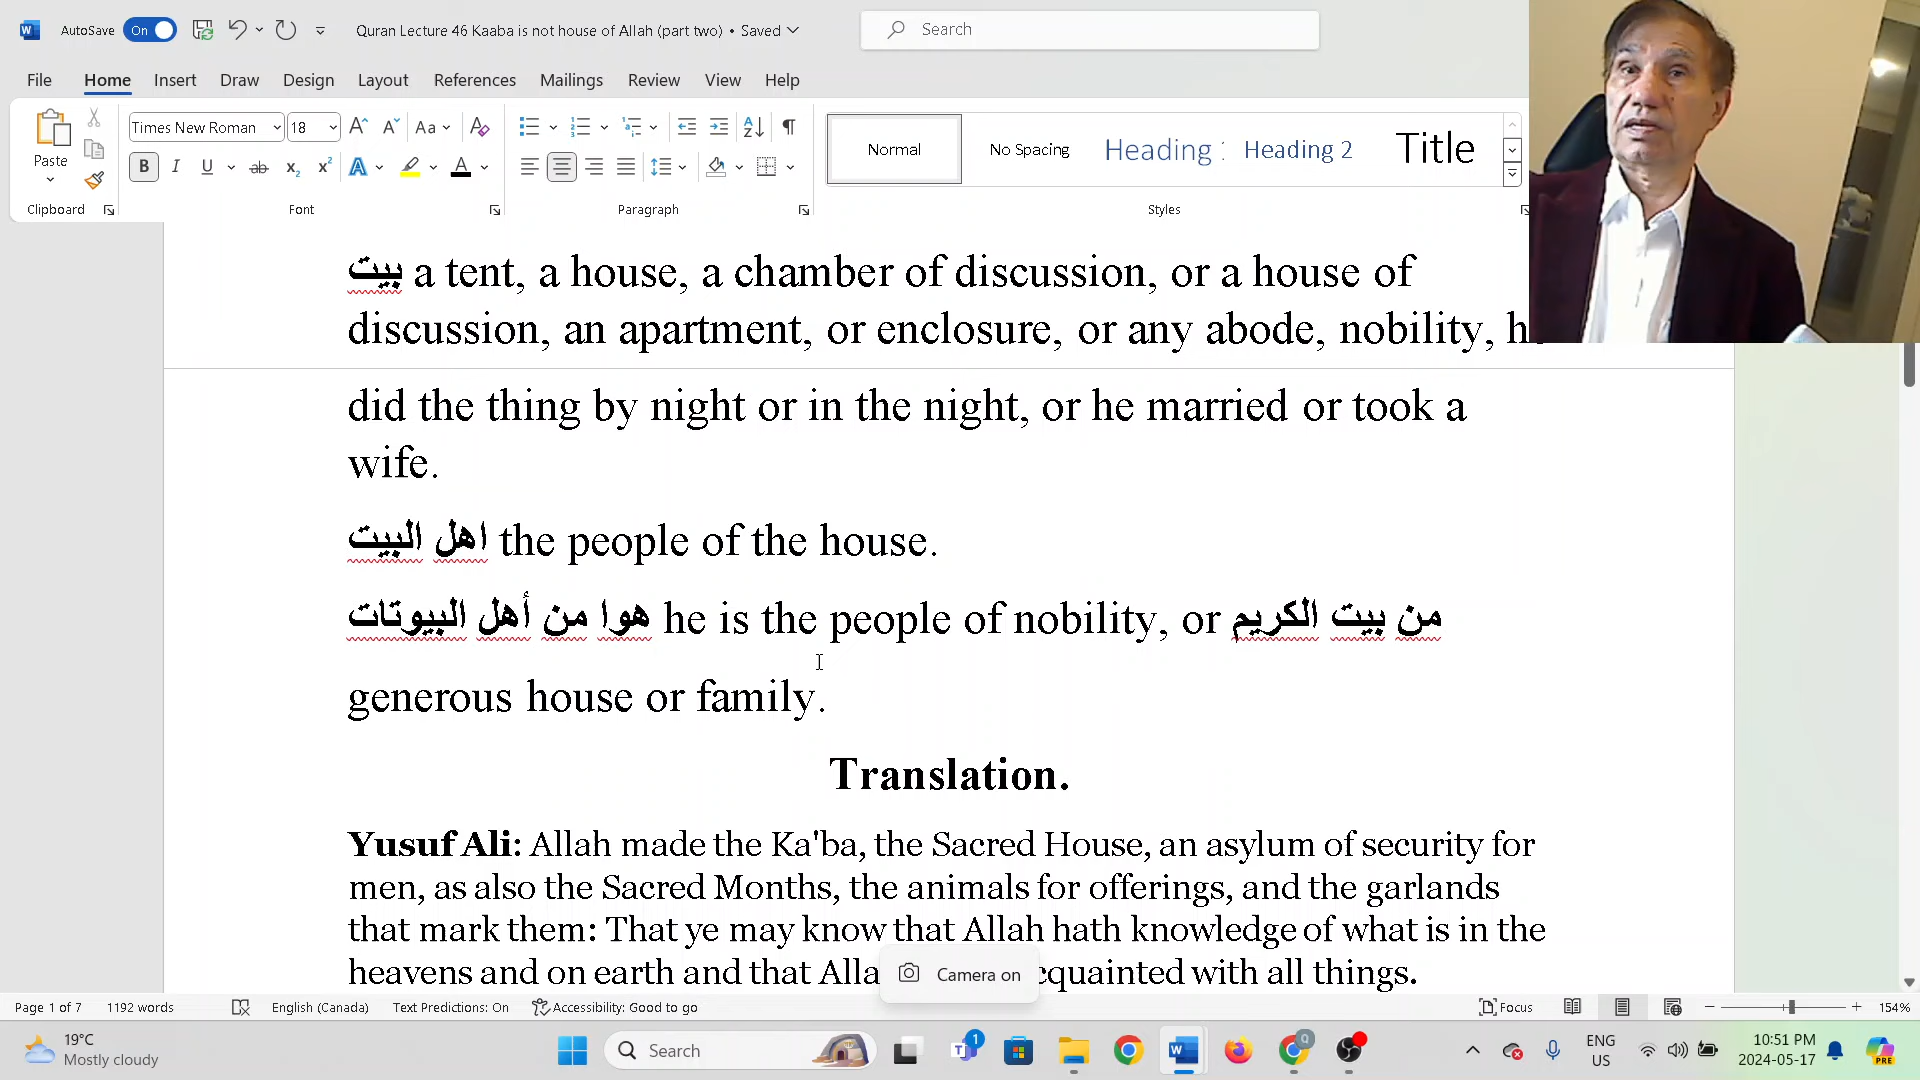 AutoSave On Quran Lecture 46 Kaaba is not house of Allah (part two) • Saved Search
File Home Insert Draw Design Layout References Mailings Review View Help
Paste Times New Roman 18 Aa Normal No Spacing Heading 2 Title
Clipboard Font Paragraph Styles
بيت a tent, a house, a chamber of discussion, or a house of
discussion, an apartment, or enclosure, or any abode, nobility,
did the thing by night or in the night, or he married or took a
wife.
اهل البيت the people of the house.
هوا من أهل البيوتات he is the people of nobility, or من بيت الكريم
generous house or family.
Translation.
Yusuf Ali: Allah made the Ka'ba, the Sacred House, an asylum of security for
men, as also the Sacred Months, the animals for offerings, and the garlands
that mark them: That ye may know that Allah hath knowledge of what is in the
heavens and on earth and that with all things.
Camera on
Page 1 of 7 1192 words English (Canada) Text Predictions: On Accessibility: Good to go Focus 154%
19°C
Mostly cloudy
Search
1
ENG
US
10:51 PM
2024-05-17
PRE